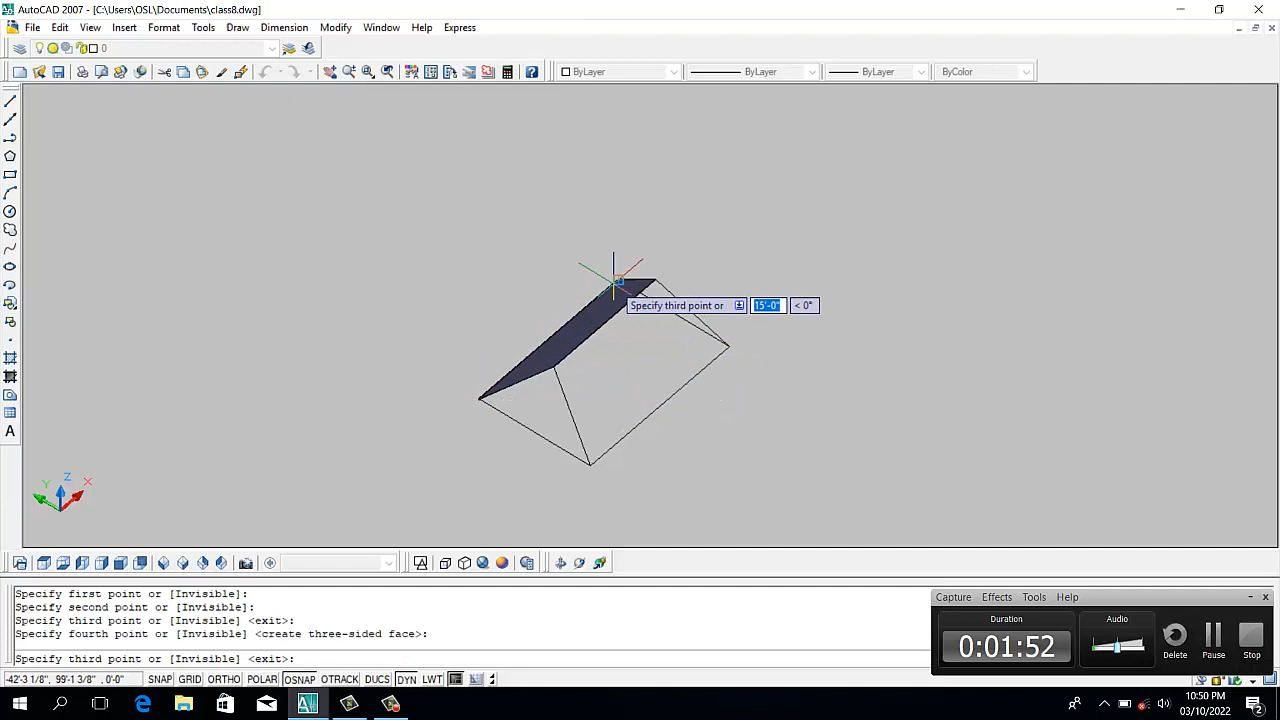 AutoCAD 2007 - [C:\Users\OSL\Documents\class8.dwg]
File Edit View Insert Format Tools Draw Dimension Modify Window Help Express
0
ByLayer ByLayer ByLayer ByColor
Specify third point or 15'-0" < 0°
Z
Y X
Specify first point or [Invisible]:
Specify second point or [Invisible]:
Specify third point or [Invisible] <exit>:
Specify fourth point or [Invisible] <create three-sided face>:
Specify third point or [Invisible] <exit>:
Capture Effects Tools Help
Duration Audio
0:01:52
Delete Pause Stop
-42'-3 1/8", 99'-1 3/8" , 0'-0" SNAP GRID ORTHO POLAR OSNAP OTRACK DUCS DYN LWT
10:50 PM
03/10/2022
2
A